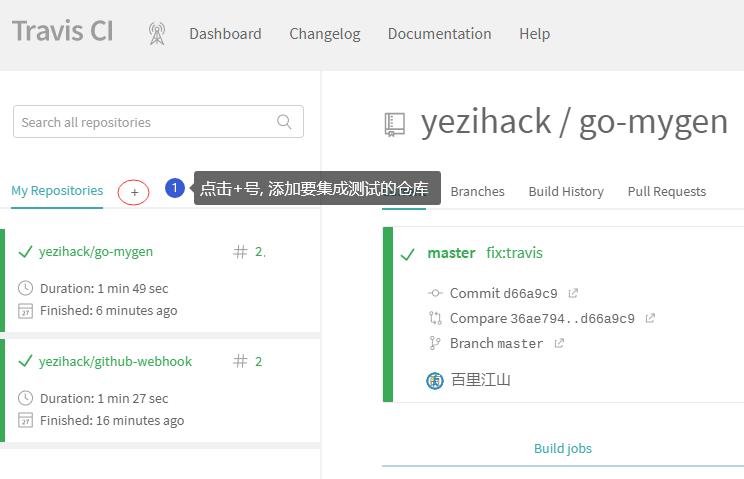 Travis CI
Dashboard Changelog Documentation Help
Search all repositories
yezihack / go-mygen
My Repositories + 1 点击+号, 添加要集成测试的仓库
Branches Build History Pull Requests
yezihack/go-mygen # 2
Duration: 1 min 49 sec
Finished: 6 minutes ago
yezihack/github-webhook # 2
Duration: 1 min 27 sec
Finished: 16 minutes ago
master fix:travis
Commit d66a9c9
Compare 36ae794..d66a9c9
Branch master
百里江山
Build jobs